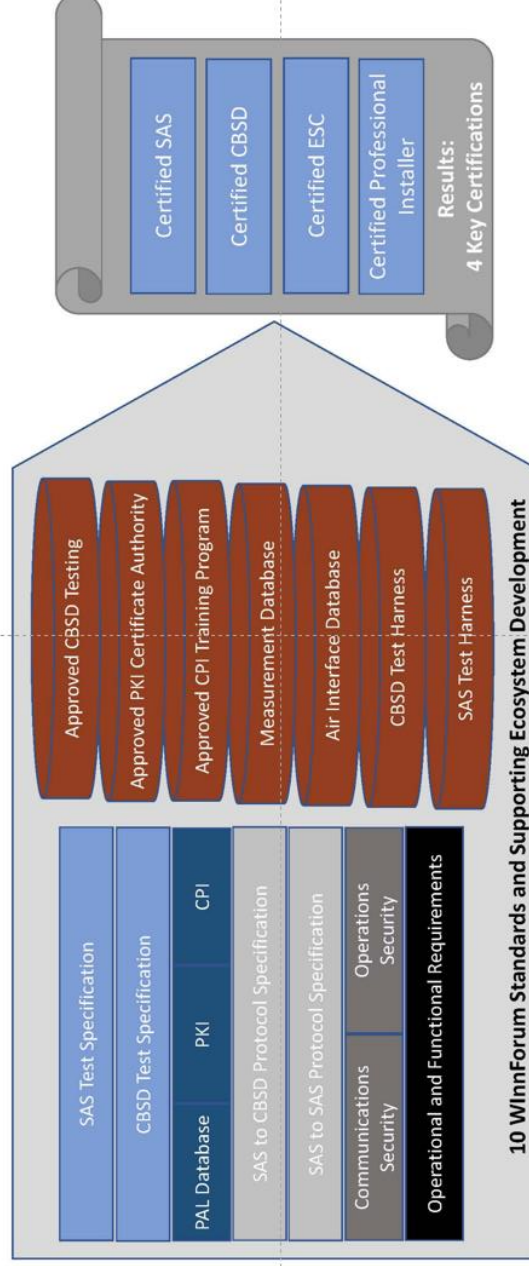 SAS Test Specification
CBSD Test Specification
PAL Database
PKI
CPI
SAS to CBSD Protocol Specification
SAS to SAS Protocol Specification
Communications
Security
Operations
Security
Operational and Functional Requirements
Approved CBSD Testing
Approved PKI Certificate Authority
Approved CPI Training Program
Measurement Database
Air Interface Database
CBSD Test Harness
SAS Test Harness
10 WInnForum Standards and Supporting Ecosystem Development
Certified SAS
Certified CBSD
Certified ESC
Certified Professional
Installer
Results:
4 Key Certifications